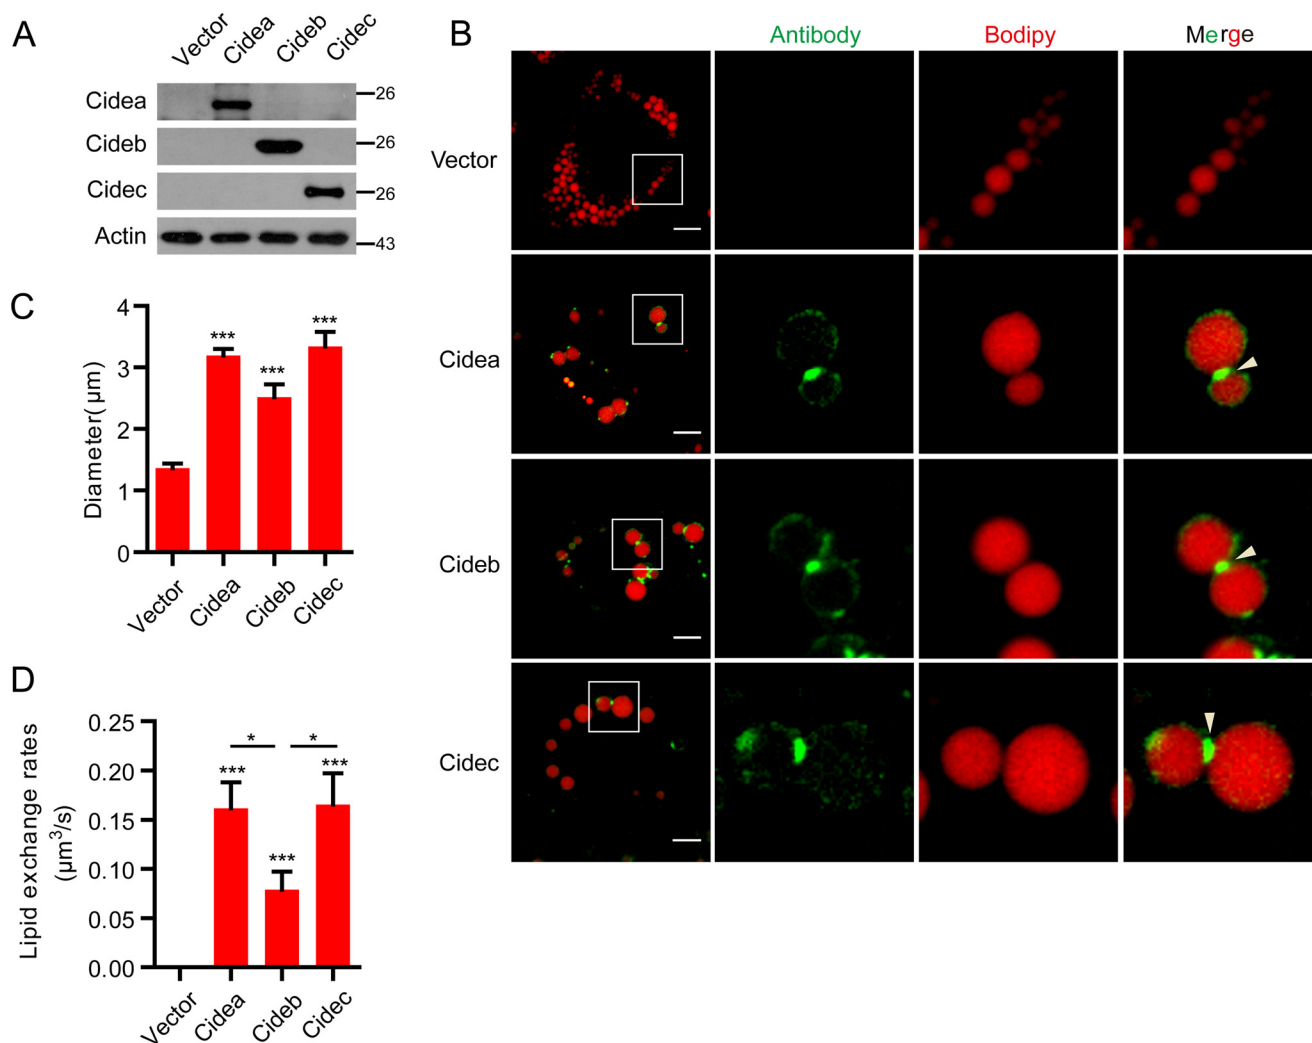 A
Vector
Cidea
Cideb
Cidec
Cidea
26
Cideb
26
Cidec
26
Actin
43
B
Antibody
Bodipy
Merge
Vector
Cidea
Cideb
Cidec
C
Diameter(μm)
4
3
2
1
0
***
***
***
Vector
Cidea
Cideb
Cidec
D
Lipid exchange rates
(μm³/s)
0.25
0.20
0.15
0.10
0.05
0.00
*
*
***
***
***
Vector
Cidea
Cideb
Cidec